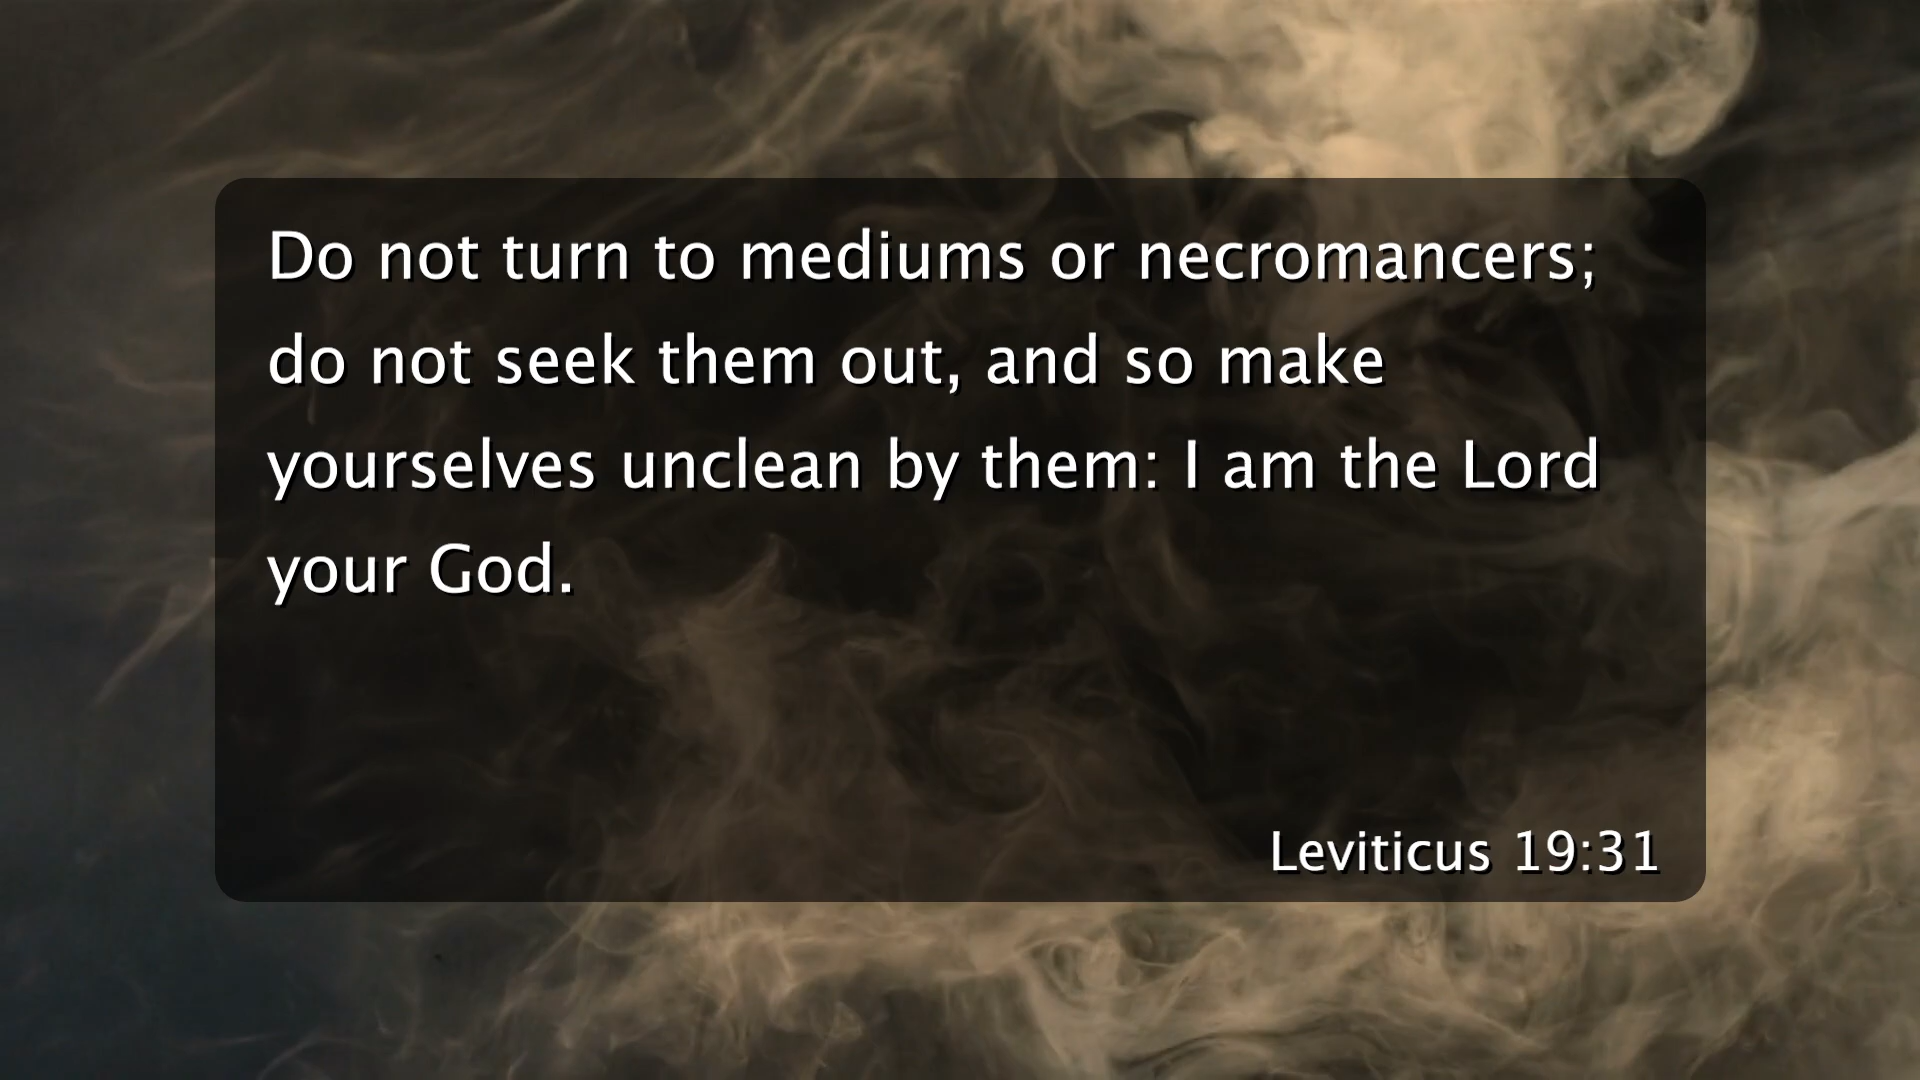 Do not turn to mediums or necromancers;
do not seek them out, and so make
yourselves unclean by them: I am the Lord
your God.
Leviticus 19:31